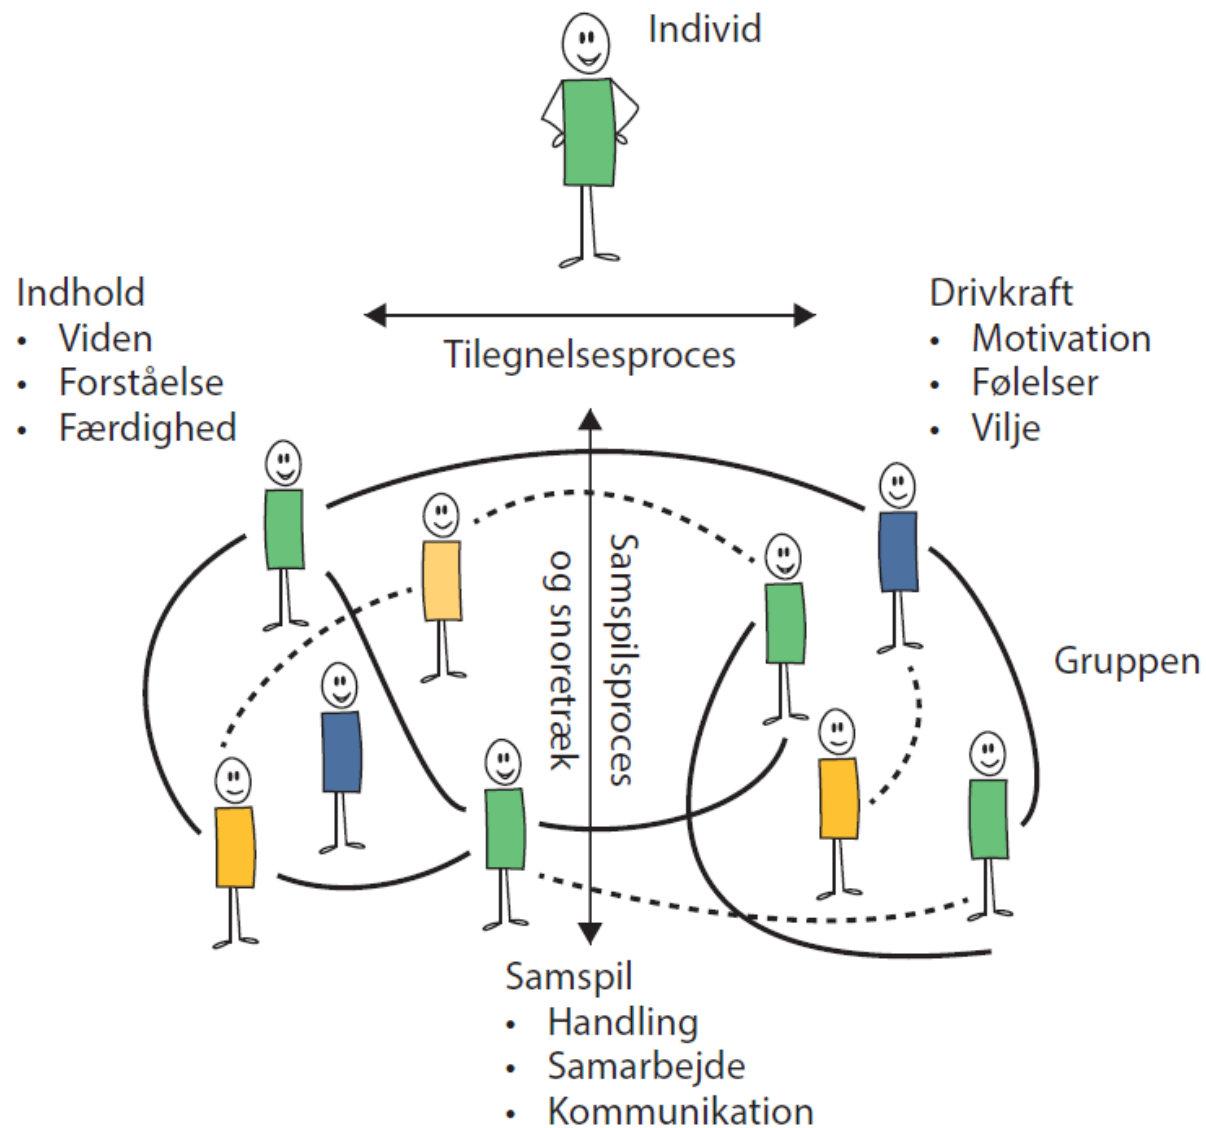 Individ
Indhold
• Viden
• Forståelse
• Færdighed
Tilegnelsesproces
Drivkraft
• Motivation
• Følelser
• Vilje
Samspilsproces
og snoretræk
Gruppen
Samspil
• Handling
• Samarbejde
• Kommunikation